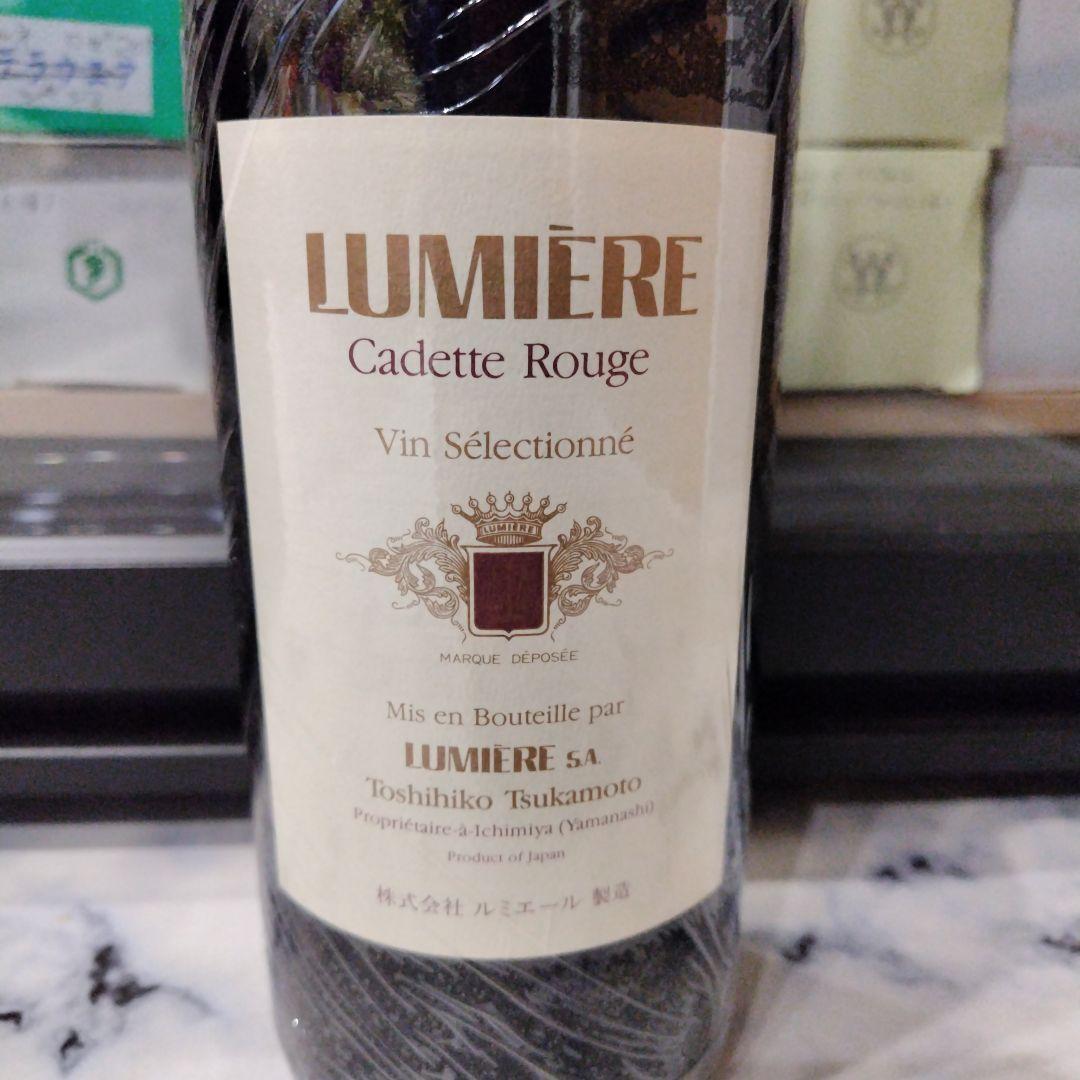 LUMIÈRE
Cadette Rouge
Vin Sélectionné
LUMIÈRE
MARQUE DÉPOSÉE
Mis en Bouteille par
LUMIÈRE S.A.
Toshihiko Tsukamoto
Propriétaire-à-Ichimiya (Yamanashi)
Product of Japan
株式会社 ルミエール 製造